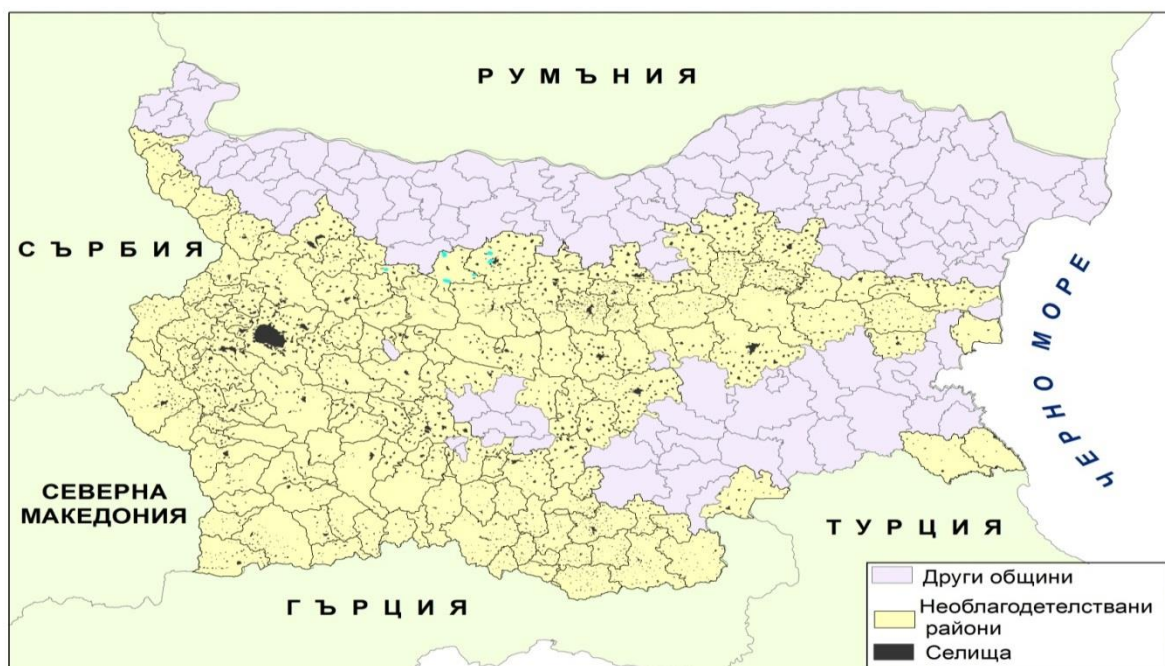 РУМЪНИЯ
СЪРБИЯ
ЧЕРНО МОРЕ
СЕВЕРНА
МАКЕДОНИЯ
ТУРЦИЯ
ГЪРЦИЯ
Други общини
Необлагодетелствани
райони
Селища